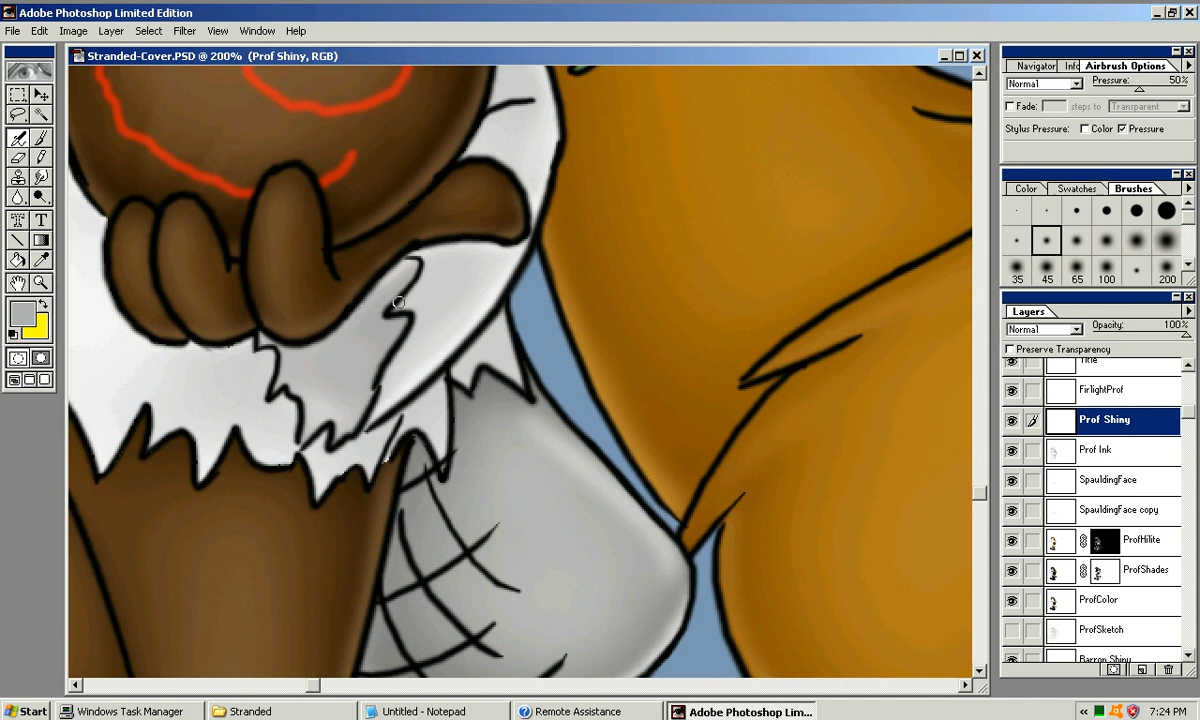 Adobe Photoshop Limited Edition
File Edit Image Layer Select Filter View Window Help
Stranded-Cover.PSD @ 200% (Prof Shiny, RGB)
Navigator Info Airbrush Options
Normal Pressure: 50%
Fade: steps to Transparent
Stylus Pressure: Color Pressure
Color Swatches Brushes
35 45 65 100 200
Layers
Normal Opacity: 100%
Preserve Transparency
Title
FirlightProf
Prof Shiny
Prof Ink
SpauldingFace
SpauldingFace copy
ProfHilite
ProfShades
ProfColor
ProfSketch
Barron Shiny
Start Windows Task Manager Stranded Untitled - Notepad Remote Assistance Adobe Photoshop Lim... 7:24 PM